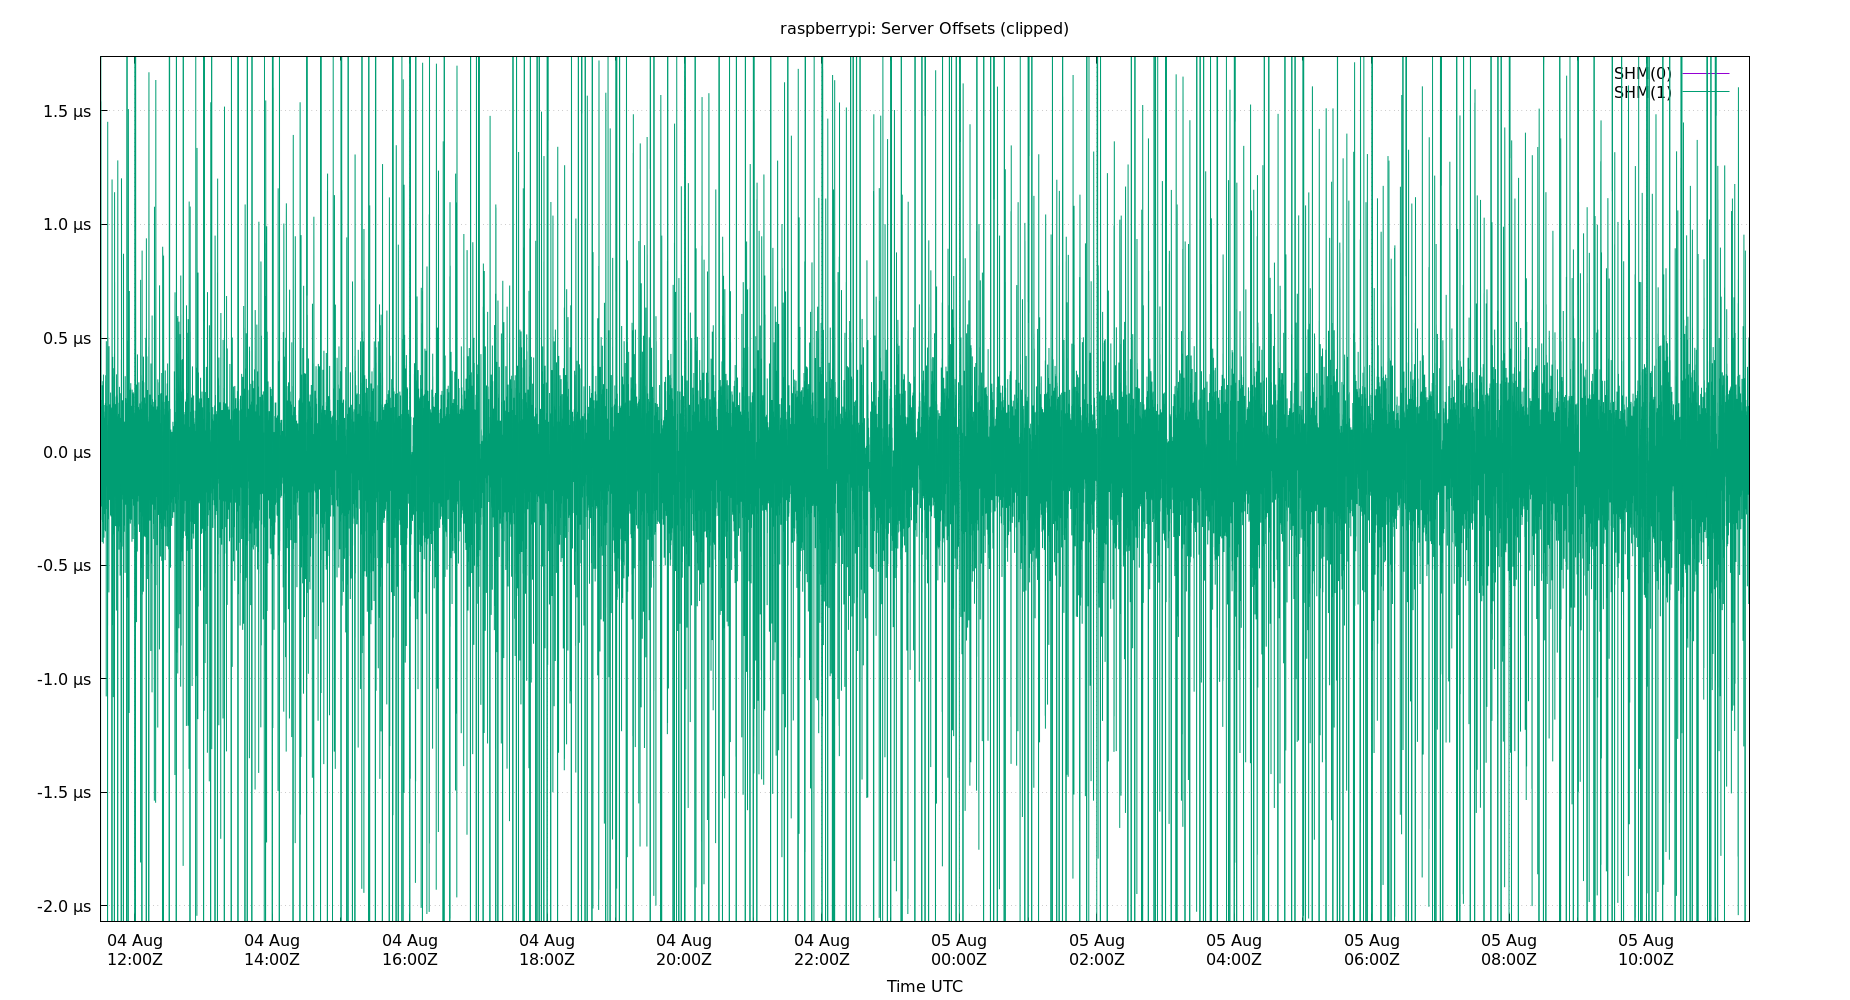 raspberrypi: Server Offsets (clipped)
SHM(0)
SHM(1)
1.5 µs
1.0 µs
0.5 µs
0.0 µs
-0.5 µs
-1.0 µs
-1.5 µs
-2.0 µs
04 Aug 04 Aug 04 Aug 04 Aug 04 Aug 04 Aug 05 Aug 05 Aug 05 Aug 05 Aug 05 Aug 05 Aug
12:00Z 14:00Z 16:00Z 18:00Z 20:00Z 22:00Z 00:00Z 02:00Z 04:00Z 06:00Z 08:00Z 10:00Z
Time UTC